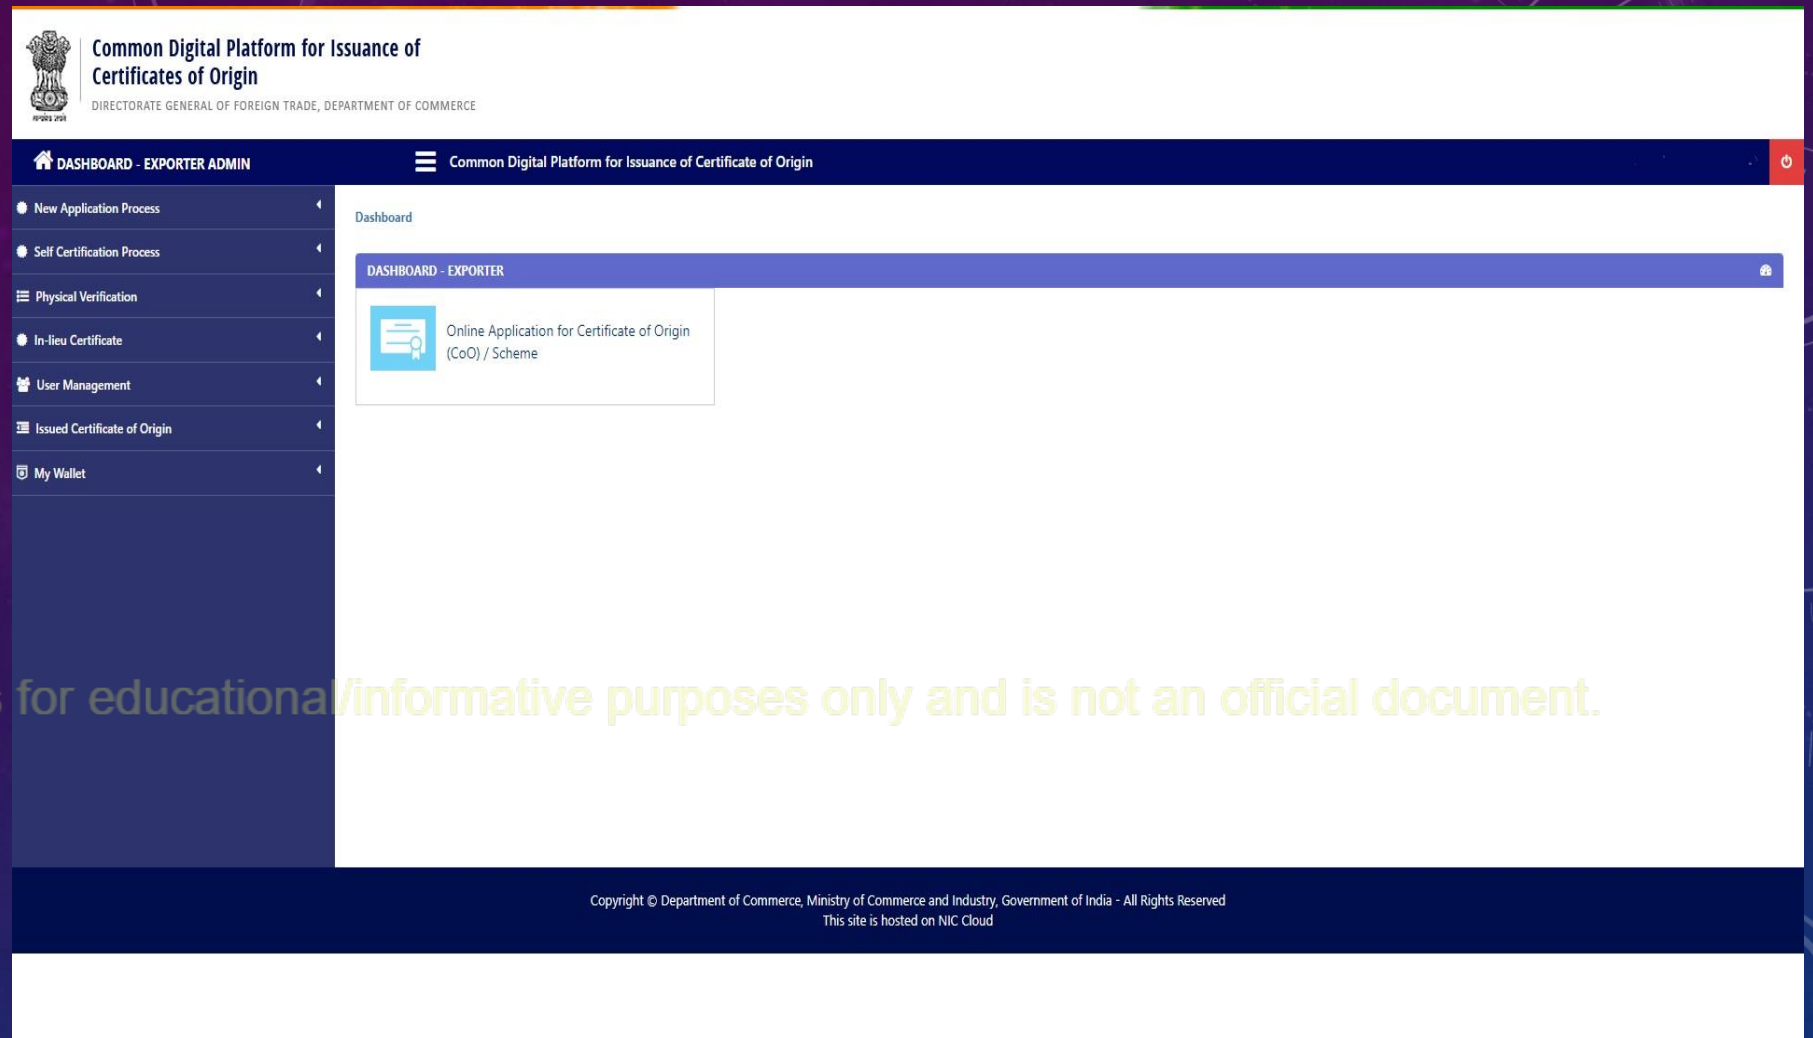 Common Digital Platform for Issuance of
Certificates of Origin
DIRECTORATE GENERAL OF FOREIGN TRADE, DEPARTMENT OF COMMERCE
सत्यमेव जयते
DASHBOARD - EXPORTER ADMIN
Common Digital Platform for Issuance of Certificate of Origin
New Application Process
Self Certification Process
Physical Verification
In-lieu Certificate
User Management
Issued Certificate of Origin
My Wallet
Dashboard
DASHBOARD - EXPORTER
Online Application for Certificate of Origin
(CoO) / Scheme
s for educational/informative purposes only and is not an official document.
Copyright © Department of Commerce, Ministry of Commerce and Industry, Government of India - All Rights Reserved
This site is hosted on NIC Cloud